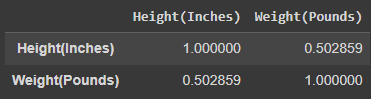 Height(Inches) Weight(Pounds)
Height(Inches) 1.000000 0.502859
Weight(Pounds) 0.502859 1.000000